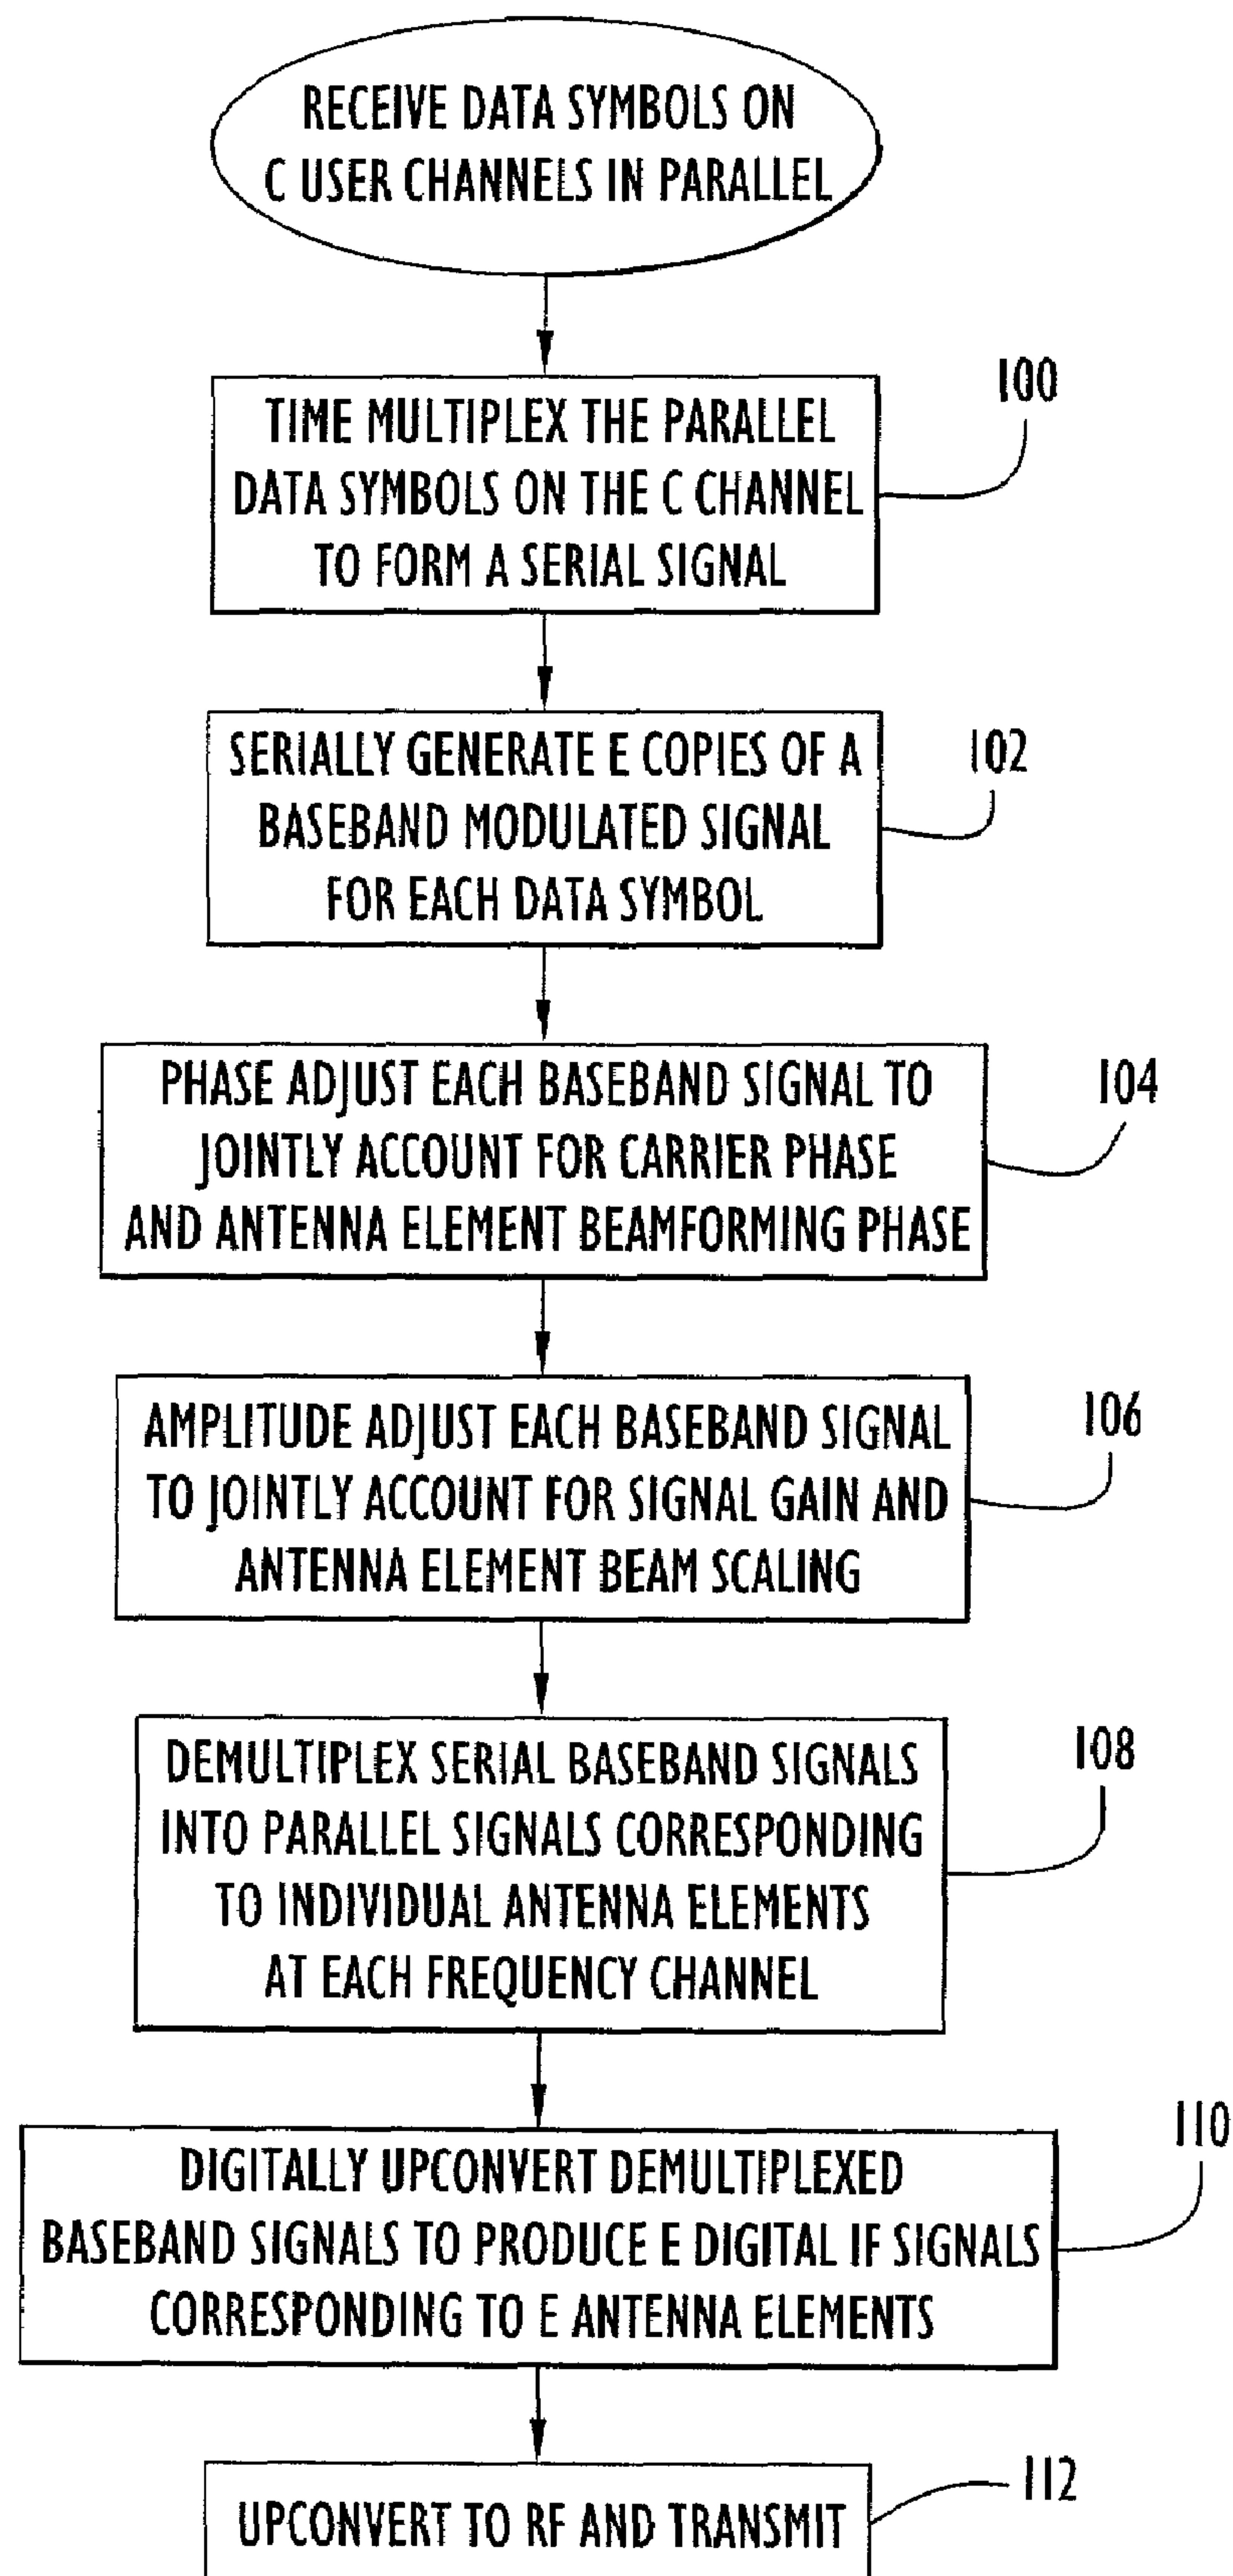 RECEIVE DATA SYMBOLS ON
C USER CHANNELS IN PARALLEL
100
TIME MULTIPLEX THE PARALLEL
DATA SYMBOLS ON THE C CHANNEL
TO FORM A SERIAL SIGNAL
102
SERIALLY GENERATE E COPIES OF A
BASEBAND MODULATED SIGNAL
FOR EACH DATA SYMBOL
104
PHASE ADJUST EACH BASEBAND SIGNAL TO
JOINTLY ACCOUNT FOR CARRIER PHASE
AND ANTENNA ELEMENT BEAMFORMING PHASE
106
AMPLITUDE ADJUST EACH BASEBAND SIGNAL
TO JOINTLY ACCOUNT FOR SIGNAL GAIN AND
ANTENNA ELEMENT BEAM SCALING
108
DEMULTIPLEX SERIAL BASEBAND SIGNALS
INTO PARALLEL SIGNALS CORRESPONDING
TO INDIVIDUAL ANTENNA ELEMENTS
AT EACH FREQUENCY CHANNEL
110
DIGITALLY UPCONVERT DEMULTIPLEXED
BASEBAND SIGNALS TO PRODUCE E DIGITAL IF SIGNALS
CORRESPONDING TO E ANTENNA ELEMENTS
112
UPCONVERT TO RF AND TRANSMIT